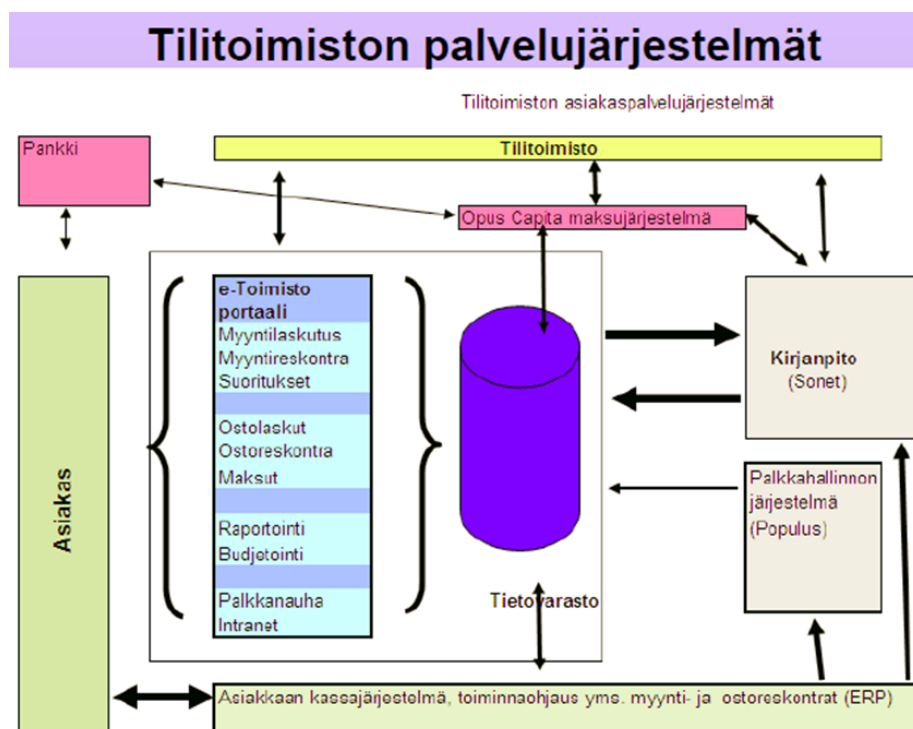 Tilitoimiston palvelujärjestelmät
Tilitoimiston asiakaspalvelujärjestelmät
Pankki
Tilitoimisto
Opus Capita maksujärjestelmä
e-Toimisto
portaali
Myyntilaskutus
Myyntireskontra
Suoritukset
Ostolaskut
Ostoreskontra
Maksut
Raportointi
Budjetointi
Palkkanauha
Intranet
Asiakas
Tietovarasto
Kirjanpito
(Sonet)
Palkkahallinnon
järjestelmä
(Populus)
Asiakkaan kassajärjestelmä, toiminnaohjaus yms. myynti- ja ostoreskontrat (ERP)